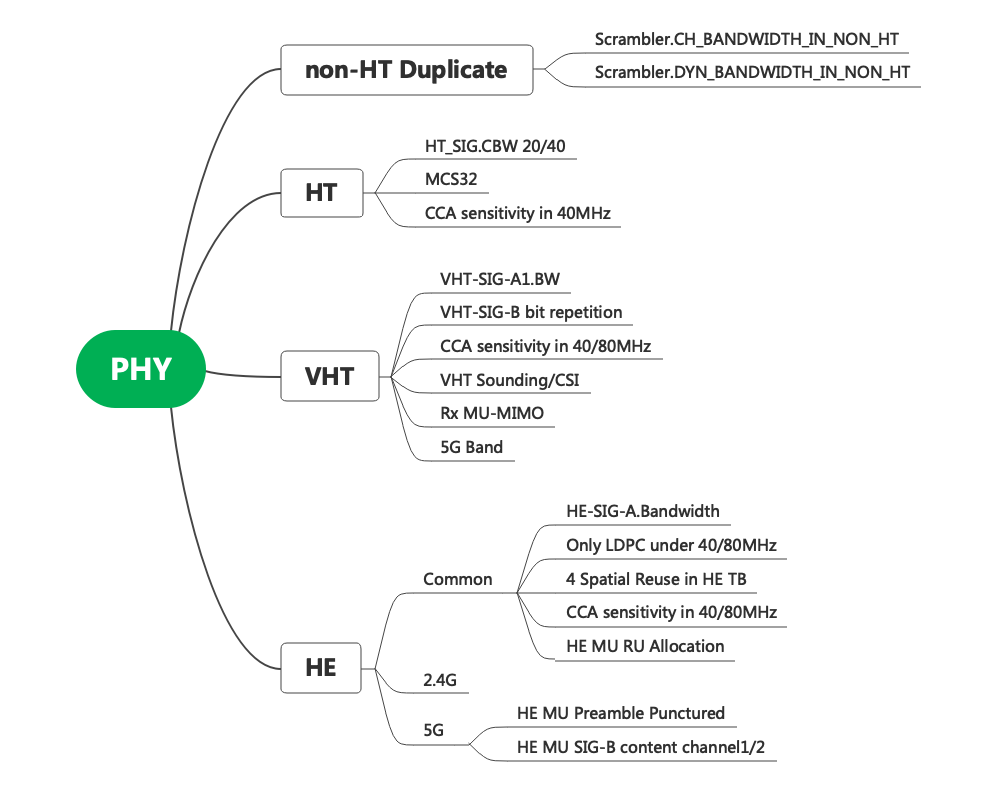 Scrambler.CH_BANDWIDTH_IN_NON_HT
non-HT Duplicate
Scrambler.DYN_BANDWIDTH_IN_NON_HT
HT_SIG.CBW 20/40
HT
MCS32
CCA sensitivity in 40MHz
VHT-SIG-A1.BW
VHT-SIG-B bit repetition
CCA sensitivity in 40/80MHz
PHY
VHT
VHT Sounding/CSI
Rx MU-MIMO
5G Band
HE-SIG-A.Bandwidth
Only LDPC under 40/80MHz
Common
4 Spatial Reuse in HE TB
CCA sensitivity in 40/80MHz
HE MU RU Allocation
HE
2.4G
HE MU Preamble Punctured
5G
HE MU SIG-B content channel1/2